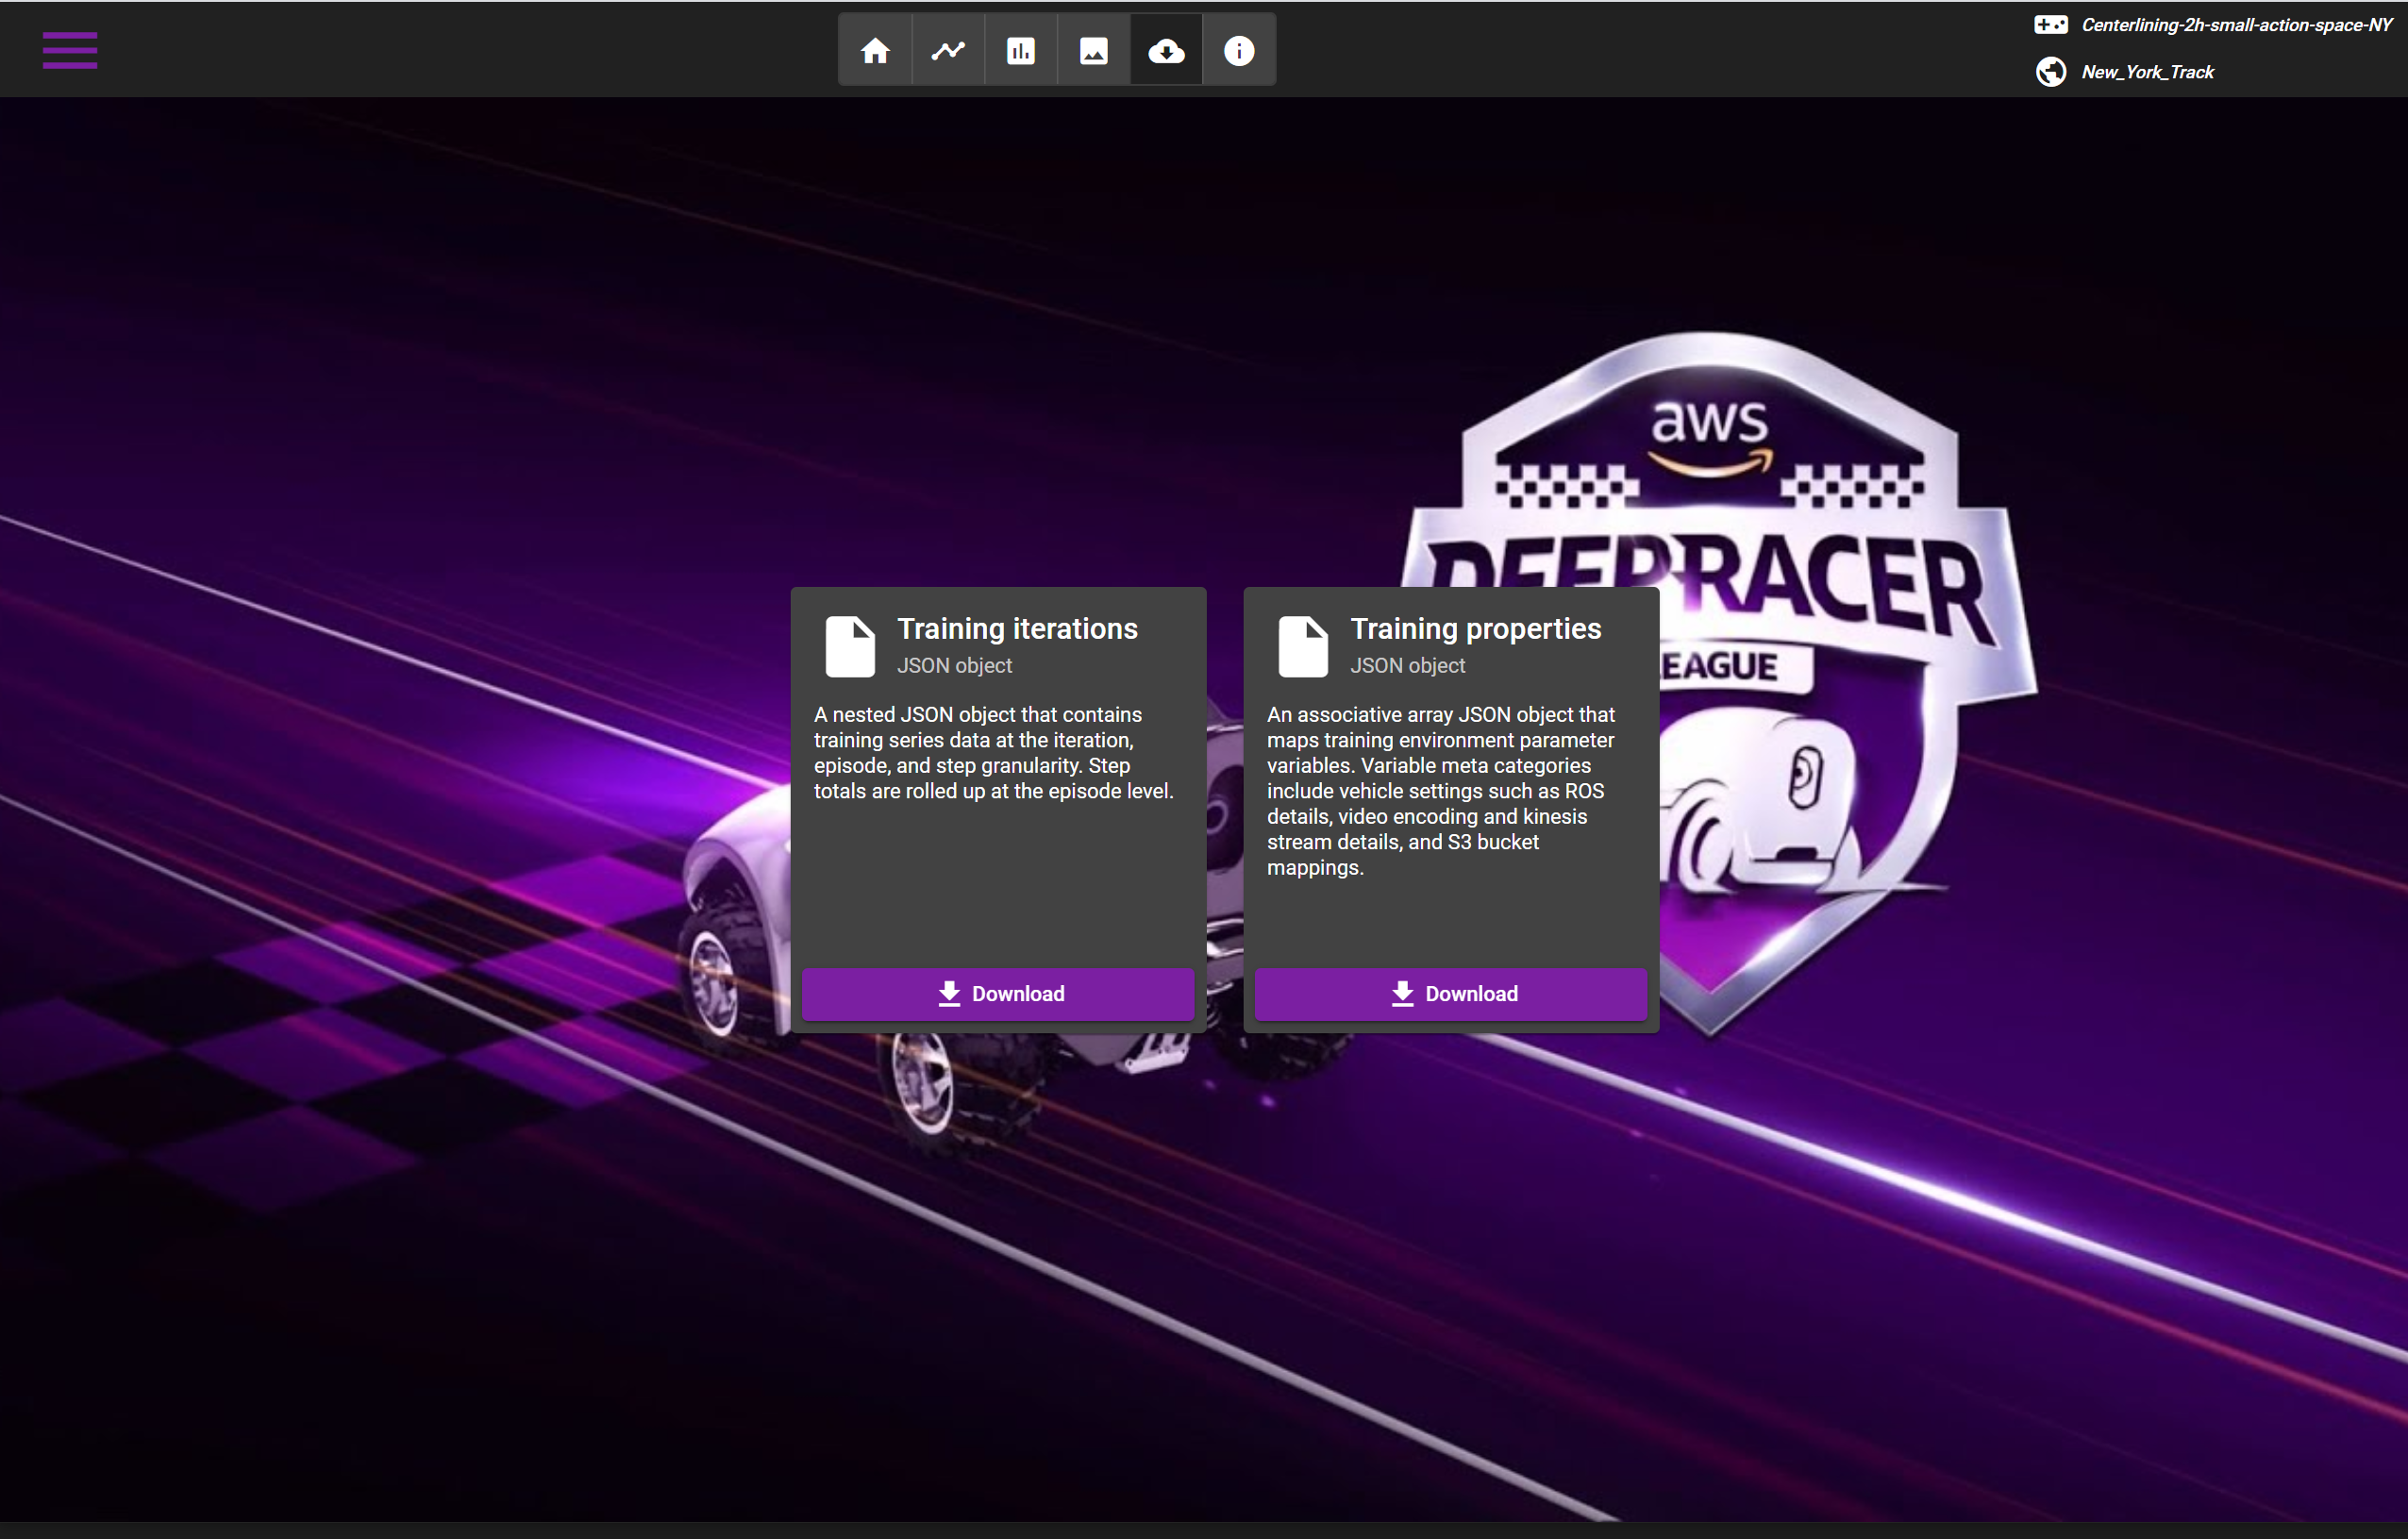 Centerlining-2h-small-action-space-NY
New_York_Track
aws
DEEPRACER
LEAGUE
Training iterations
JSON object
A nested JSON object that contains
training series data at the iteration,
episode, and step granularity. Step
totals are rolled up at the episode level.
Download
Training properties
JSON object
An associative array JSON object that
maps training environment parameter
variables. Variable meta categories
include vehicle settings such as ROS
details, video encoding and kinesis
stream details, and S3 bucket
mappings.
Download